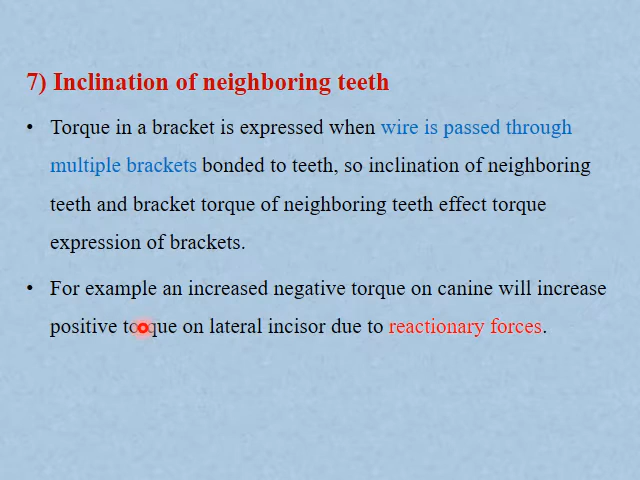 7) Inclination of neighboring teeth
• Torque in a bracket is expressed when wire is passed through
multiple brackets bonded to teeth, so inclination of neighboring
teeth and bracket torque of neighboring teeth effect torque
expression of brackets.
• For example an increased negative torque on canine will increase
positive torque on lateral incisor due to reactionary forces.